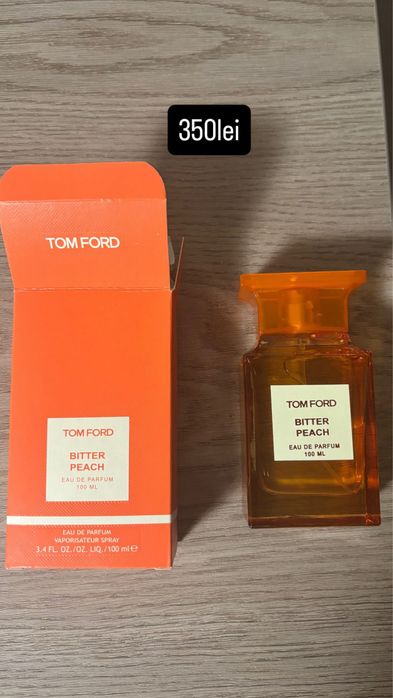 350lei
TOM FORD
TOM FORD
BITTER
PEACH
EAU DE PARFUM
100 ML
EAU DE PARFUM
VAPORISATEUR SPRAY
3.4 FL. OZ./OZ. LIQ./100 ml ℮
TOM FORD
BITTER
PEACH
EAU DE PARFUM
100 ML